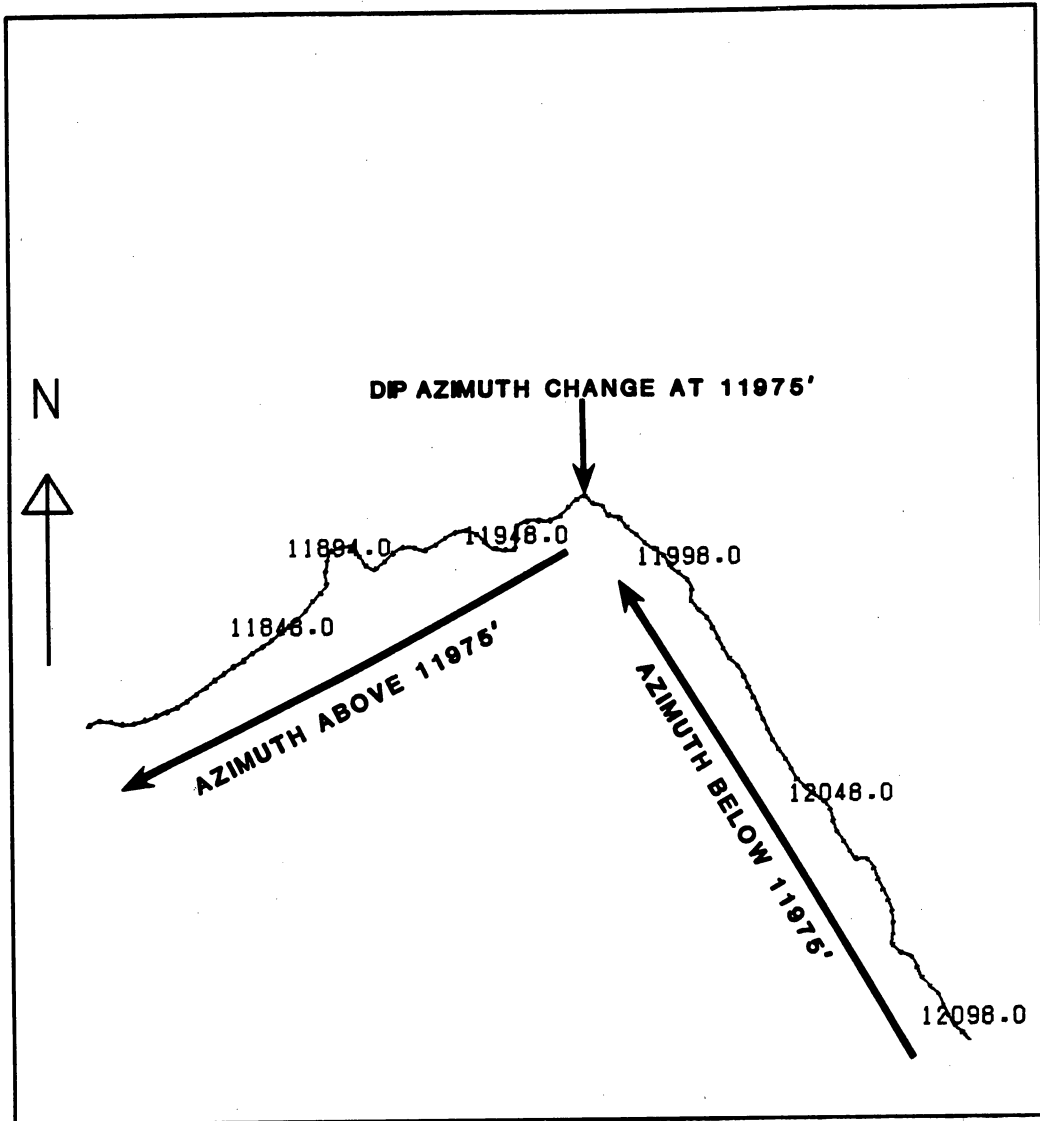 N
DIP AZIMUTH CHANGE AT 11975'
11894.0
11948.0
11998.0
11848.0
AZIMUTH ABOVE 11975'
AZIMUTH BELOW 11975'
12048.0
12098.0